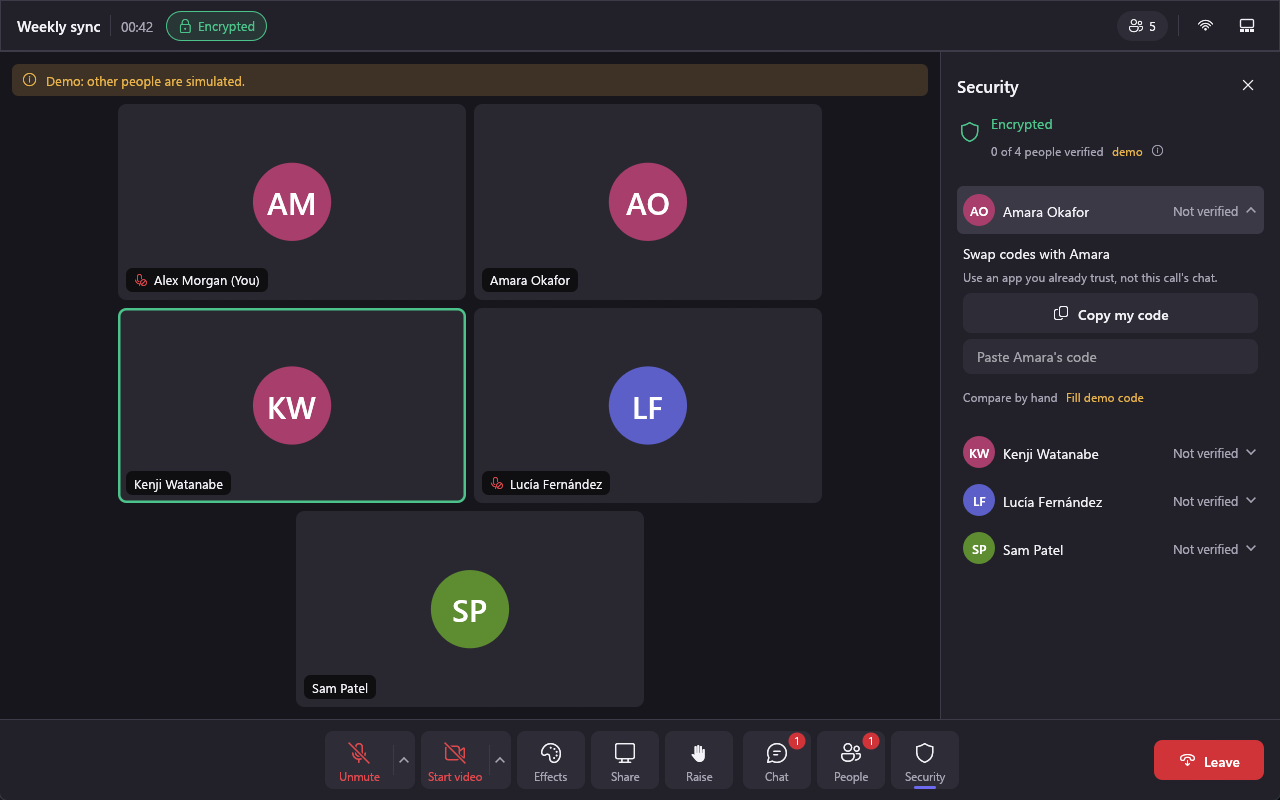 Weekly sync
00:42
Encrypted
5
Demo: other people are simulated.
AM
Alex Morgan (You)
AO
Amara Okafor
KW
Kenji Watanabe
LF
Lucía Fernández
SP
Sam Patel
Security
Encrypted
0 of 4 people verified demo
AO Amara Okafor Not verified
Swap codes with Amara
Use an app you already trust, not this call's chat.
Copy my code
Paste Amara's code
Compare by hand Fill demo code
KW Kenji Watanabe Not verified
LF Lucía Fernández Not verified
SP Sam Patel Not verified
Unmute
Start video
Effects
Share
Raise
1
Chat
1
People
Security
Leave